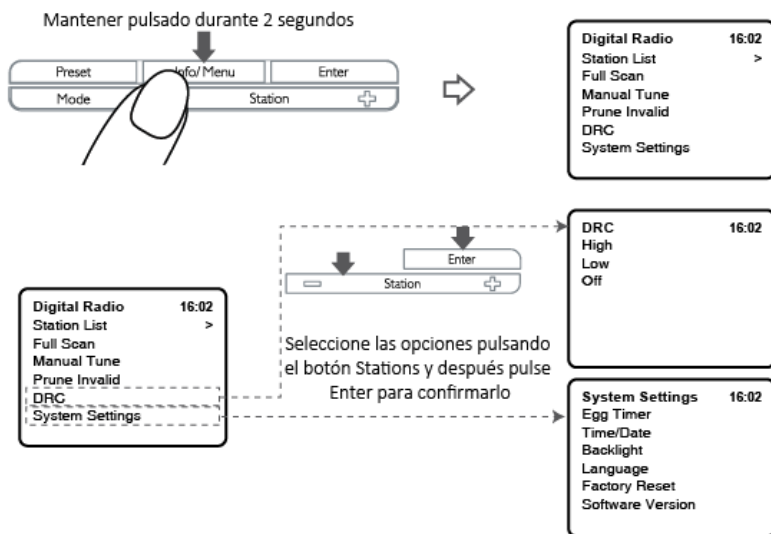 Mantener pulsado durante 2 segundos
Preset Info/Menu Enter
Mode Station
Digital Radio 16:02
Station List >
Full Scan
Manual Tune
Prune Invalid
DRC
System Settings
Enter
Station
Seleccione las opciones pulsando
el botón Stations y después pulse
Enter para confirmarlo
Digital Radio 16:02
Station List >
Full Scan
Manual Tune
Prune Invalid
DRC
System Settings
DRC 16:02
High
Low
Off
System Settings 16:02
Egg Timer
Time/Date
Backlight
Language
Factory Reset
Software Version